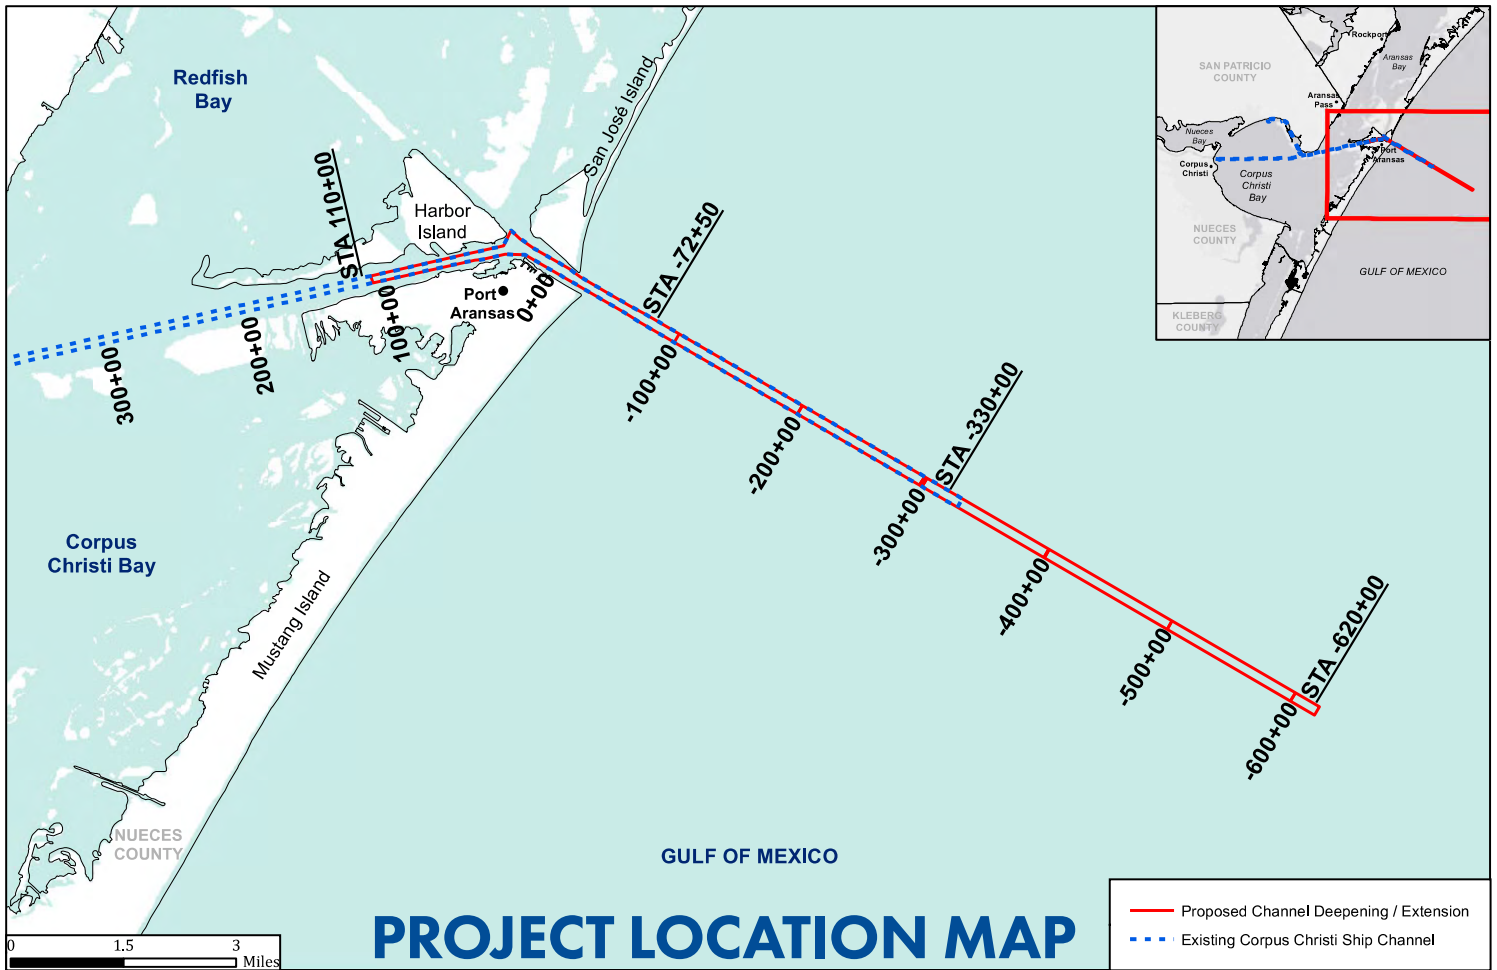 Redfish
Bay
San José Island
STA 110+00
Harbor
Island
STA -72+50
Port
Aransas
0+00
100+00
200+00
300+00
-100+00
-200+00
STA -330+00
-300+00
-400+00
Corpus
Christi Bay
Mustang Island
-500+00
STA -620+00
-600+00
NUECES
COUNTY
GULF OF MEXICO
PROJECT LOCATION MAP
0 1.5 3
Miles
Proposed Channel Deepening / Extension
Existing Corpus Christi Ship Channel
Rockport
Aransas
Bay
SAN PATRICIO
COUNTY
Aransas
Pass
Nueces
Bay
Port
Aransas
Corpus
Christi
Corpus
Christi
Bay
NUECES
COUNTY
GULF OF MEXICO
KLEBERG
COUNTY